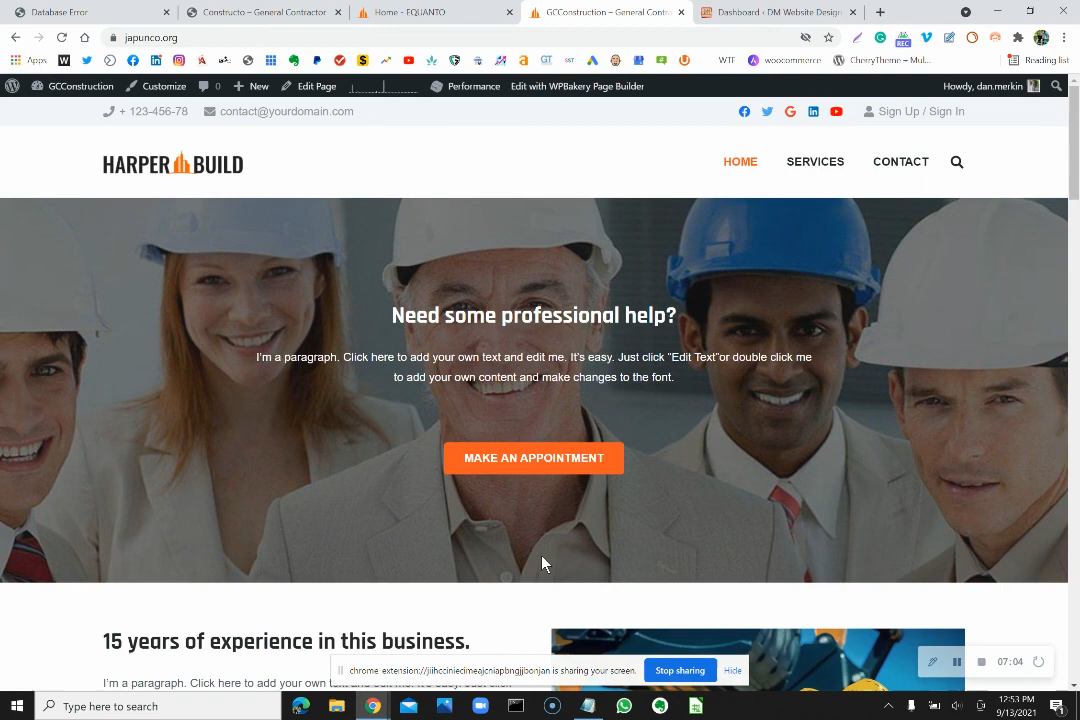 Database Error
Constructo – General Contractor
Home - EQUANTO
GCConstruction – General Contra
Dashboard ‹ DM Website Design
japunco.org
Apps
WTF
woocommerce
CherryTheme – Mul...
Reading list
GCConstruction
Customize
0
New
Edit Page
Performance
Edit with WPBakery Page Builder
Howdy, dan.merkin
+ 123-456-78
contact@yourdomain.com
Sign Up / Sign In
HARPER BUILD
HOME
SERVICES
CONTACT
Need some professional help?
I'm a paragraph. Click here to add your own text and edit me. It's easy. Just click "Edit Text"or double click me
to add your own content and make changes to the font.
MAKE AN APPOINTMENT
15 years of experience in this business.
I'm a paragraph. Click here to add your own
chrome-extension://jiihcciniecimeajcniapbngjjbonjan is sharing your screen.
Stop sharing
Hide
07:04
Type here to search
12:53 PM
9/13/2021